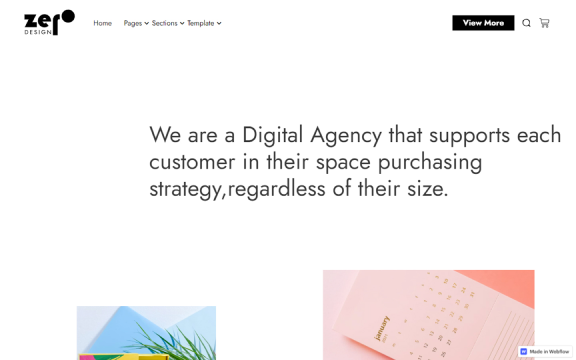 zero
DESIGN
Home Pages Sections Template
View More
We are a Digital Agency that supports each
customer in their space purchasing
strategy,regardless of their size.
january
Made in Webflow